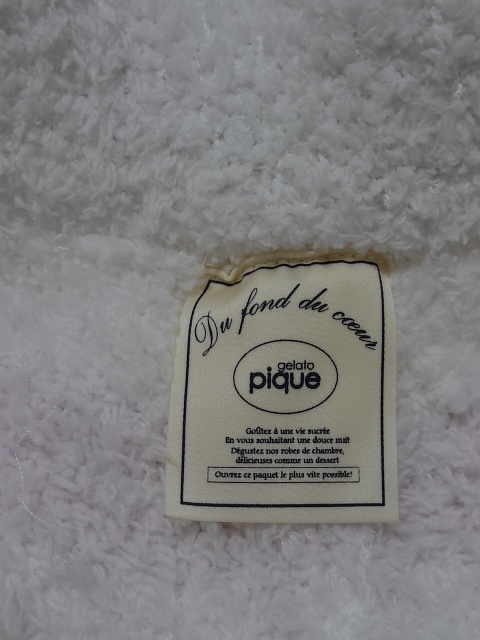 Du fond du cœur
gelato
pique
Goûtez à une vie sucrée
En vous souhaitant une douce nuit
Dégustez nos robes de chambre,
délicieuses comme un dessert
Ouvrez ce paquet le plus vite possible!